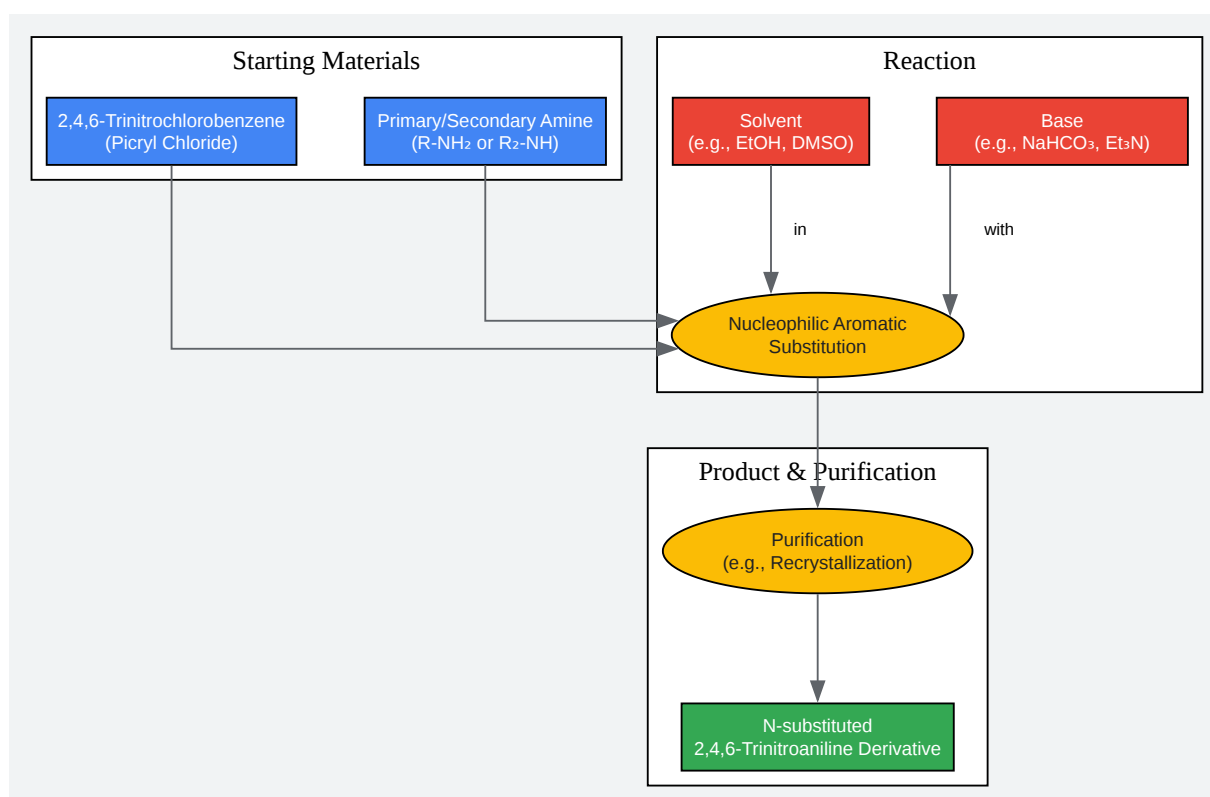 Starting Materials
2,4,6-Trinitrochlorobenzene
(Picryl Chloride)
Primary/Secondary Amine
(R-NH₂ or R₂-NH)
Reaction
Solvent
(e.g., EtOH, DMSO)
Base
(e.g., NaHCO₃, Et₃N)
in
with
Nucleophilic Aromatic
Substitution
Product & Purification
Purification
(e.g., Recrystallization)
N-substituted
2,4,6-Trinitroaniline Derivative